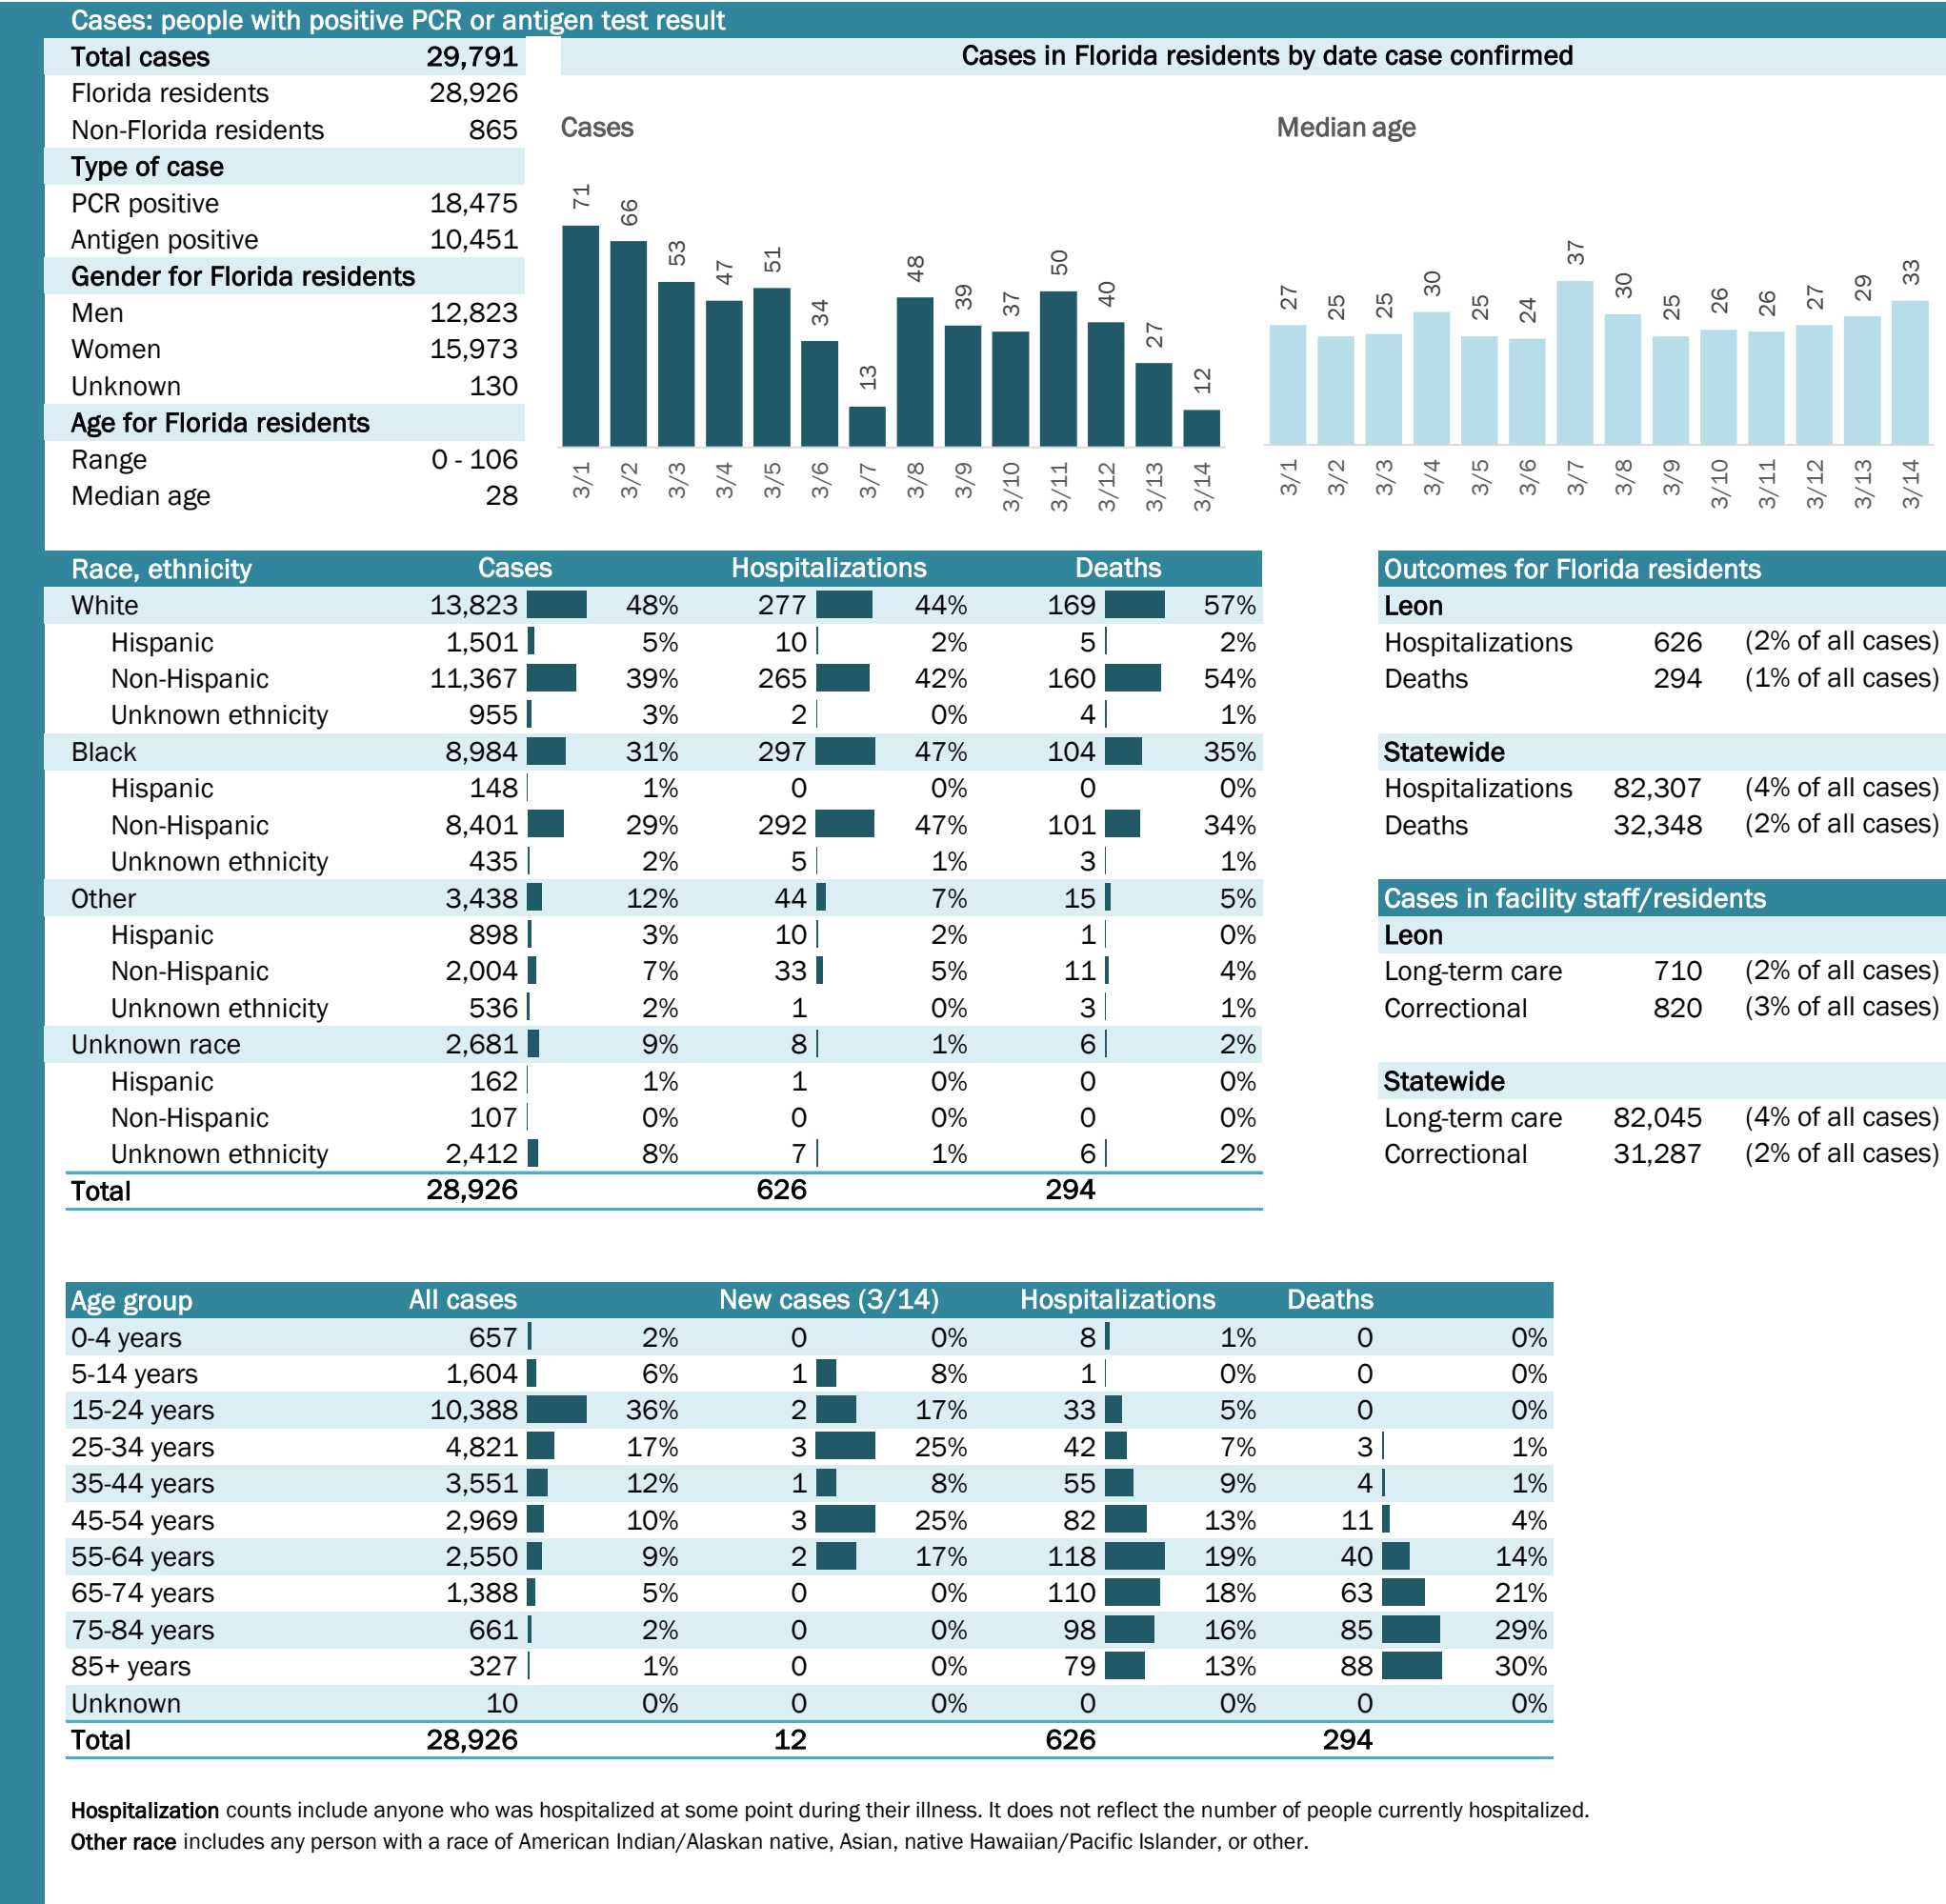 Cases: people with positive PCR or antigen test result
Total cases 29,791
Florida residents 28,926
Non-Florida residents 865
Type of case
PCR positive 18,475
Antigen positive 10,451
Gender for Florida residents
Men 12,823
Women 15,973
Unknown 130
Age for Florida residents
Range 0 - 106
Median age 28
Cases in Florida residents by date case confirmed
Cases
71 66 53 47 51 34 13 48 39 37 50 40 27 12
3/1 3/2 3/3 3/4 3/5 3/6 3/7 3/8 3/9 3/10 3/11 3/12 3/13 3/14
Median age
27 25 25 30 25 24 37 30 25 26 26 27 29 33
3/1 3/2 3/3 3/4 3/5 3/6 3/7 3/8 3/9 3/10 3/11 3/12 3/13 3/14
Race, ethnicity Cases Hospitalizations Deaths
White 13,823 48% 277 44% 169 57%
Hispanic 1,501 5% 10 2% 5 2%
Non-Hispanic 11,367 39% 265 42% 160 54%
Unknown ethnicity 955 3% 2 0% 4 1%
Black 8,984 31% 297 47% 104 35%
Hispanic 148 1% 0 0% 0 0%
Non-Hispanic 8,401 29% 292 47% 101 34%
Unknown ethnicity 435 2% 5 1% 3 1%
Other 3,438 12% 44 7% 15 5%
Hispanic 898 3% 10 2% 1 0%
Non-Hispanic 2,004 7% 33 5% 11 4%
Unknown ethnicity 536 2% 1 0% 3 1%
Unknown race 2,681 9% 8 1% 6 2%
Hispanic 162 1% 1 0% 0 0%
Non-Hispanic 107 0% 0 0% 0 0%
Unknown ethnicity 2,412 8% 7 1% 6 2%
Total 28,926 626 294
Outcomes for Florida residents
Leon
Hospitalizations 626 (2% of all cases)
Deaths 294 (1% of all cases)
Statewide
Hospitalizations 82,307 (4% of all cases)
Deaths 32,348 (2% of all cases)
Cases in facility staff/residents
Leon
Long-term care 710 (2% of all cases)
Correctional 820 (3% of all cases)
Statewide
Long-term care 82,045 (4% of all cases)
Correctional 31,287 (2% of all cases)
Age group All cases New cases (3/14) Hospitalizations Deaths
0-4 years 657 2% 0 0% 8 1% 0 0%
5-14 years 1,604 6% 1 8% 1 0% 0 0%
15-24 years 10,388 36% 2 17% 33 5% 0 0%
25-34 years 4,821 17% 3 25% 42 7% 3 1%
35-44 years 3,551 12% 1 8% 55 9% 4 1%
45-54 years 2,969 10% 3 25% 82 13% 11 4%
55-64 years 2,550 9% 2 17% 118 19% 40 14%
65-74 years 1,388 5% 0 0% 110 18% 63 21%
75-84 years 661 2% 0 0% 98 16% 85 29%
85+ years 327 1% 0 0% 79 13% 88 30%
Unknown 10 0% 0 0% 0 0% 0 0%
Total 28,926 12 626 294
Hospitalization counts include anyone who was hospitalized at some point during their illness. It does not reflect the number of people currently hospitalized.
Other race includes any person with a race of American Indian/Alaskan native, Asian, native Hawaiian/Pacific Islander, or other.